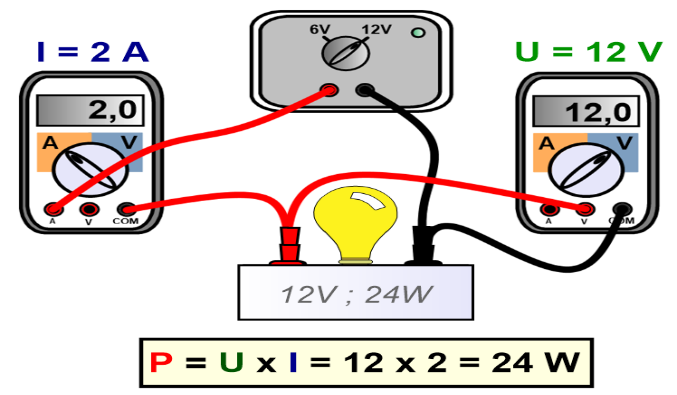 6V 12V
I = 2 A
U = 12 V
2,0
12,0
A V
A V
A V COM
A V COM
12V ; 24W
P = U x I = 12 x 2 = 24 W